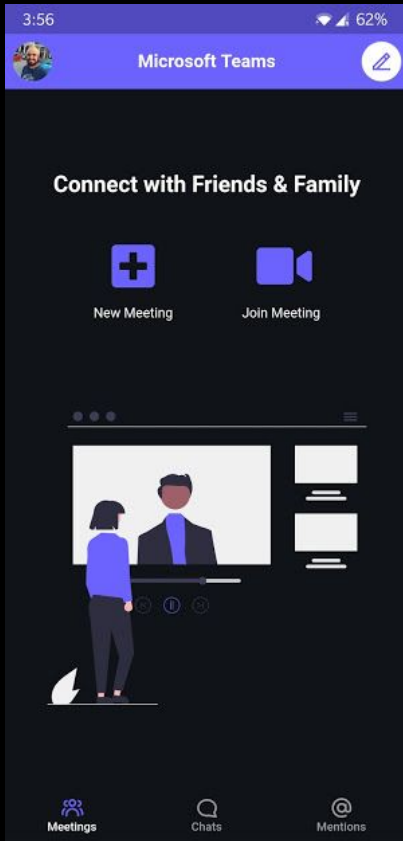 3:56 62%
Microsoft Teams
Connect with Friends & Family
New Meeting Join Meeting
Meetings Chats Mentions